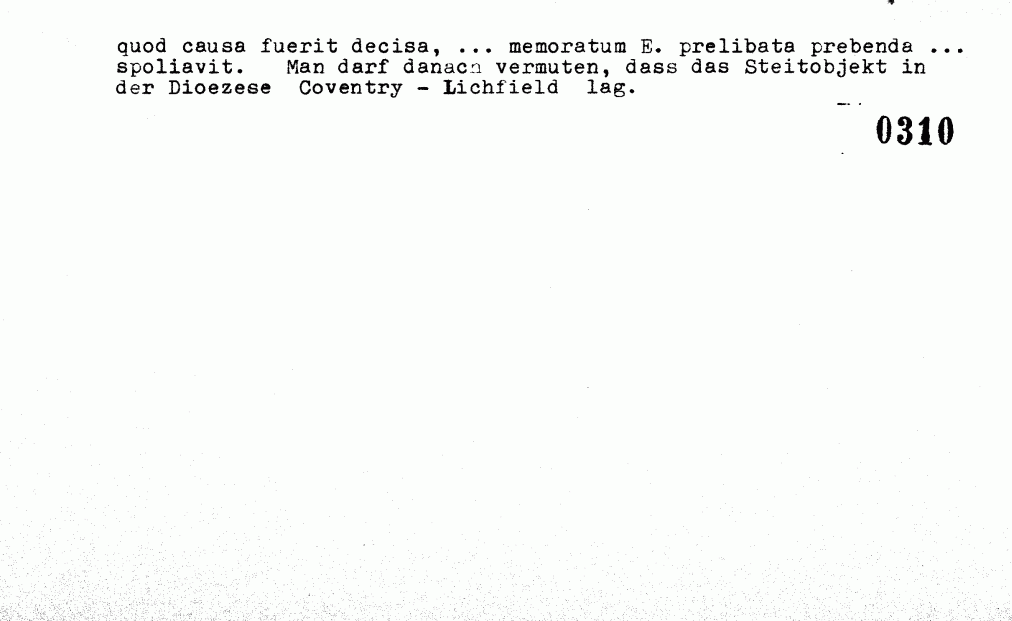 quod causa fuerit decisa, ... memoratum E. prelibata prebenda ...
spoliavit. Man darf danach vermuten, dass das Steitobjekt in
der Dioezese Coventry - Lichfield lag.
0310